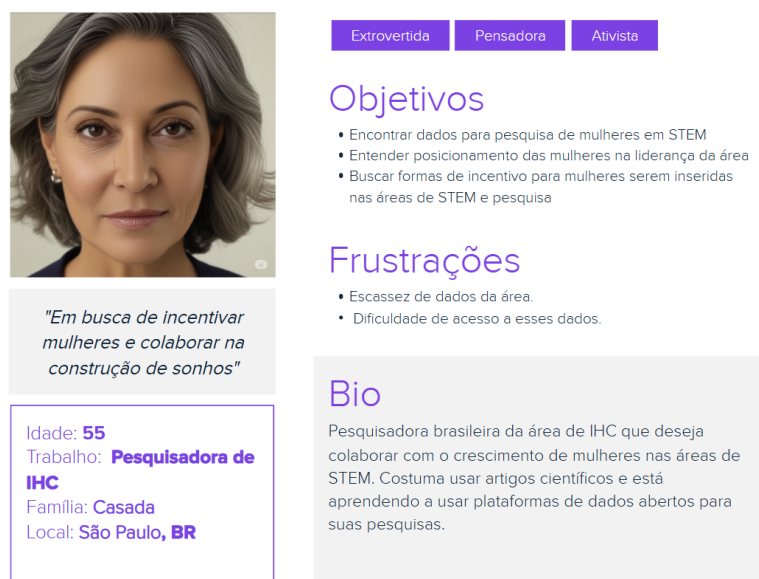 Extrovertida
Pensadora
Ativista
Objetivos
• Encontrar dados para pesquisa de mulheres em STEM
• Entender posicionamento das mulheres na liderança da área
• Buscar formas de incentivo para mulheres serem inseridas
nas áreas de STEM e pesquisa
Frustrações
• Escassez de dados da área.
• Dificuldade de acesso a esses dados.
"Em busca de incentivar
mulheres e colaborar na
construção de sonhos"
Idade: 55
Trabalho: Pesquisadora de
IHC
Família: Casada
Local: São Paulo, BR
Bio
Pesquisadora brasileira da área de IHC que deseja
colaborar com o crescimento de mulheres nas áreas de
STEM. Costuma usar artigos científicos e está
aprendendo a usar plataformas de dados abertos para
suas pesquisas.